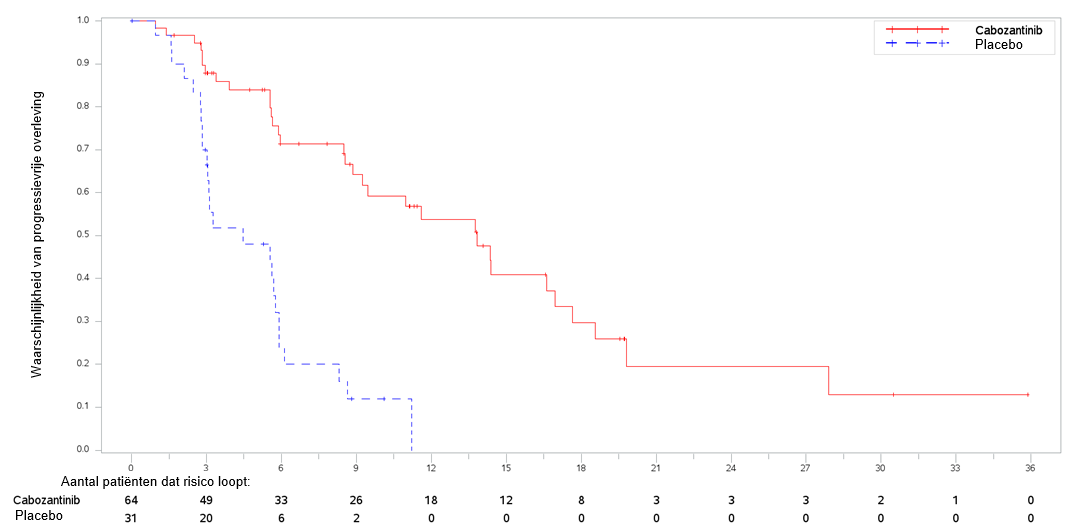 Cabozantinib
Placebo
Waarschijnlijkheid van progressievrije overleving
1.0
0.9
0.8
0.7
0.6
0.5
0.4
0.3
0.2
0.1
0.0
0 3 6 9 12 15 18 21 24 27 30 33 36
Aantal patiënten dat risico loopt:
Cabozantinib 64 49 33 26 18 12 8 3 3 3 2 1 0
Placebo 31 20 6 2 0 0 0 0 0 0 0 0 0